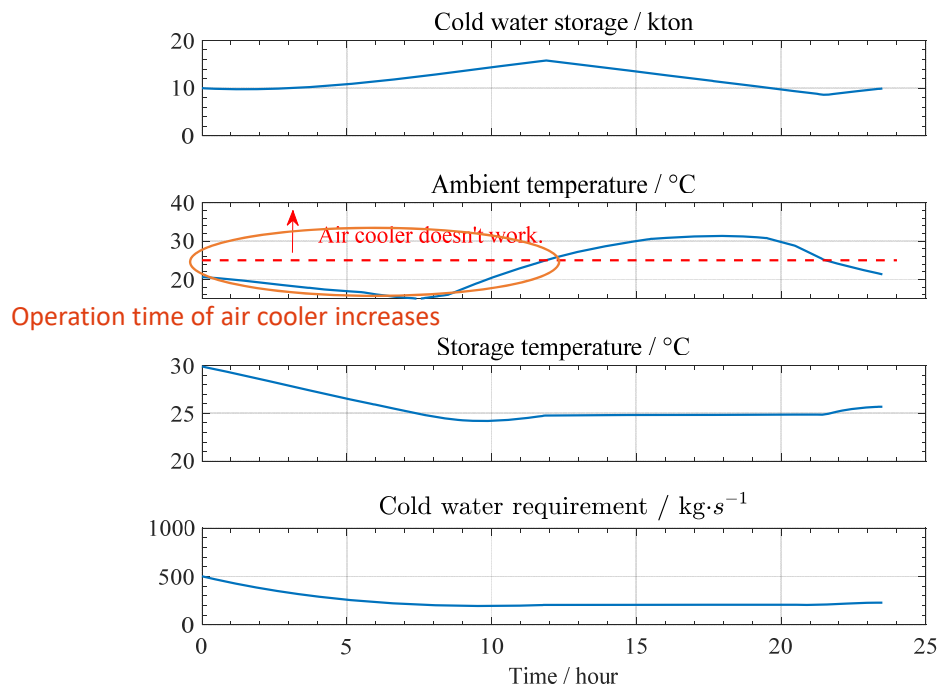 Cold water storage / kton
20
10
0
Ambient temperature / °C
40
30
20
Air cooler doesn't work.
Operation time of air cooler increases
Storage temperature / °C
30
25
20
Cold water requirement / kg·s⁻¹
1000
500
0
0 5 10 15 20 25
Time / hour